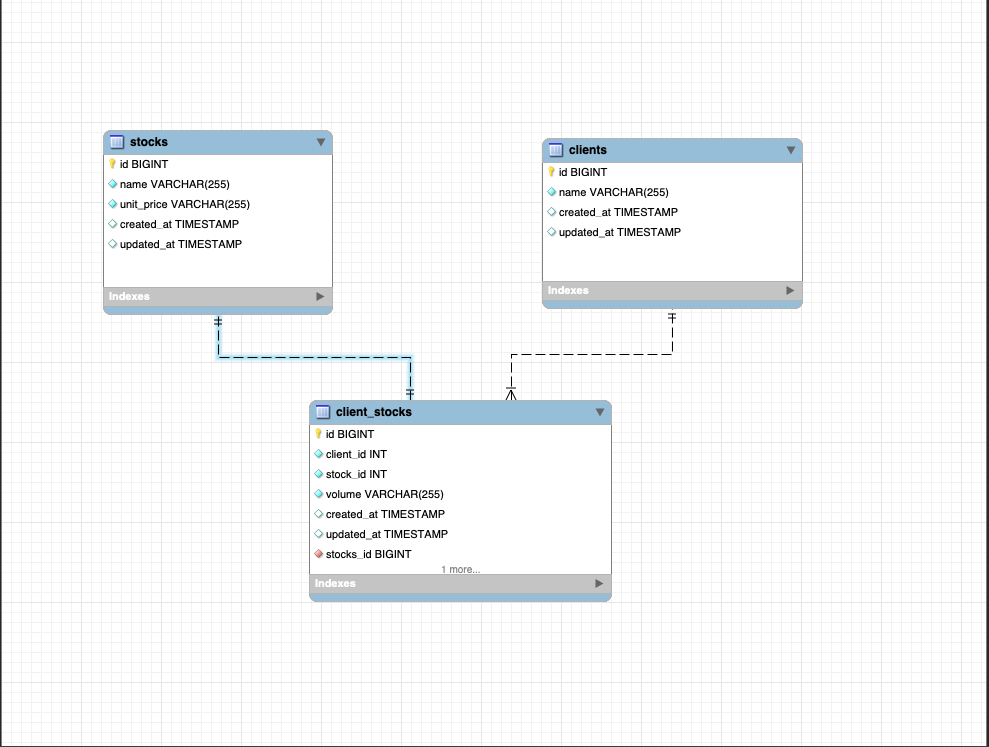 stocks
id BIGINT
name VARCHAR(255)
unit_price VARCHAR(255)
created_at TIMESTAMP
updated_at TIMESTAMP
Indexes
clients
id BIGINT
name VARCHAR(255)
created_at TIMESTAMP
updated_at TIMESTAMP
Indexes
client_stocks
id BIGINT
client_id INT
stock_id INT
volume VARCHAR(255)
created_at TIMESTAMP
updated_at TIMESTAMP
stocks_id BIGINT
1 more...
Indexes